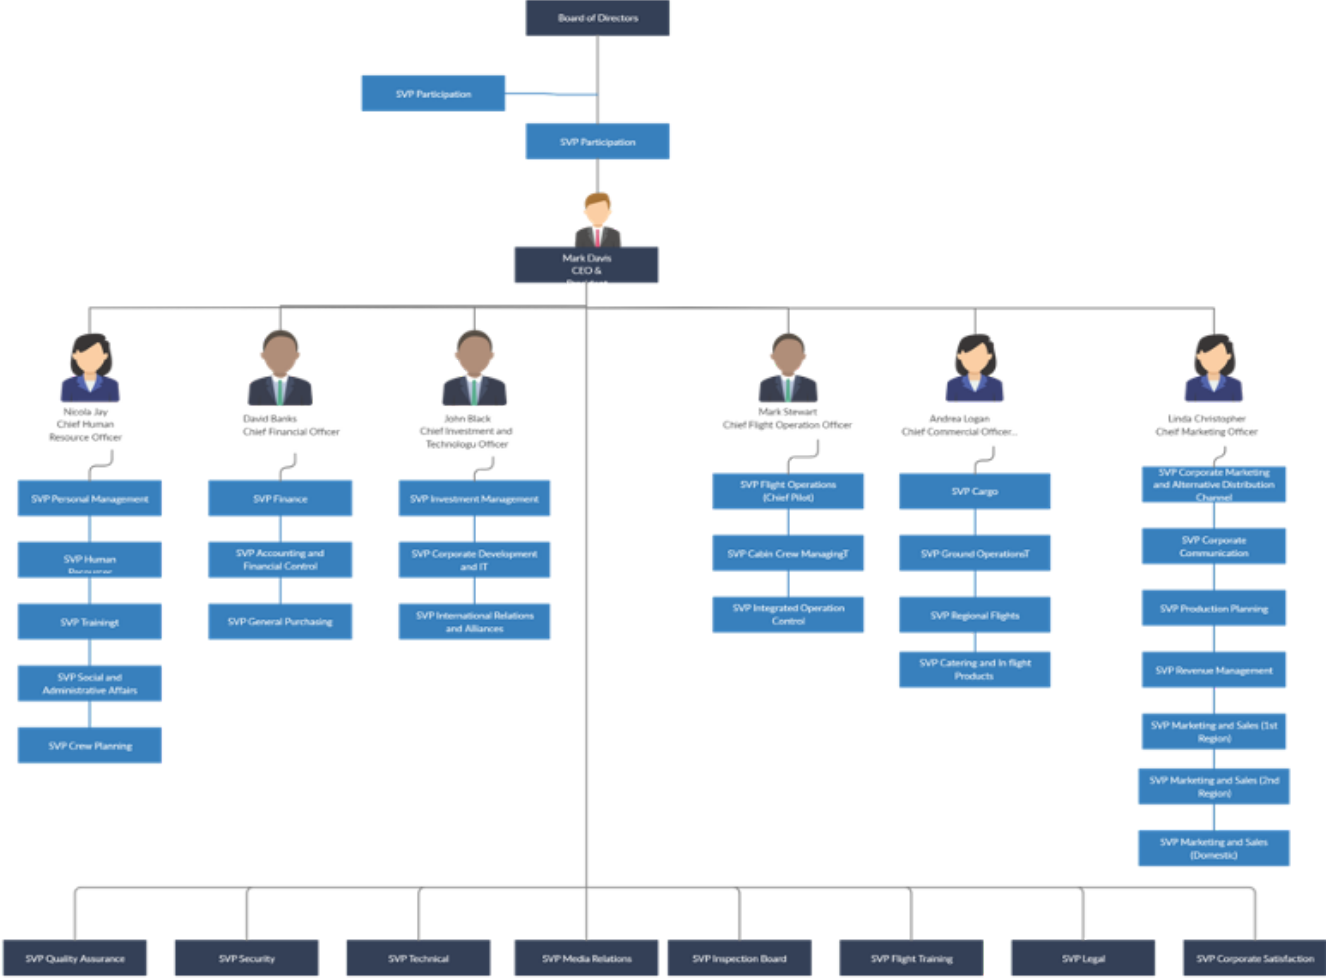 Board of Directors
SVP Participation
SVP Participation
Mark Davis
CEO &
Nicola Jay
Chief Human
Resource Officer
David Banks
Chief Financial Officer
John Black
Chief Investment and
Technologu Officer
Mark Stewart
Chief Flight Operation Officer
Andrea Logan
Chief Commercial Officer...
Linda Christopher
Cheif Marketing Officer
SVP Personal Management
SVP Human
Resources
SVP Trainingt
SVP Social and
Administrative Affairs
SVP Crew Planning
SVP Finance
SVP Accounting and
Financial Control
SVP General Purchasing
SVP Investment Management
SVP Corporate Development
and IT
SVP International Relations
and Alliances
SVP Flight Operations
(Chief Pilot)
SVP Cabin Crew ManagingT
SVP Integrated Operation
Control
SVP Cargo
SVP Ground OperationsT
SVP Regional Flights
SVP Catering and In flight
Products
SVP Corporate Marketing
and Alternative Distribution
Channel
SVP Corporate
Communication
SVP Production Planning
SVP Revenue Management
SVP Marketing and Sales (1st
Region)
SVP Marketing and Sales (2nd
Region)
SVP Marketing and Sales
(Domestic)
SVP Quality Assurance
SVP Security
SVP Technical
SVP Media Relations
SVP Inspection Board
SVP Flight Training
SVP Legal
SVP Corporate Satisfaction